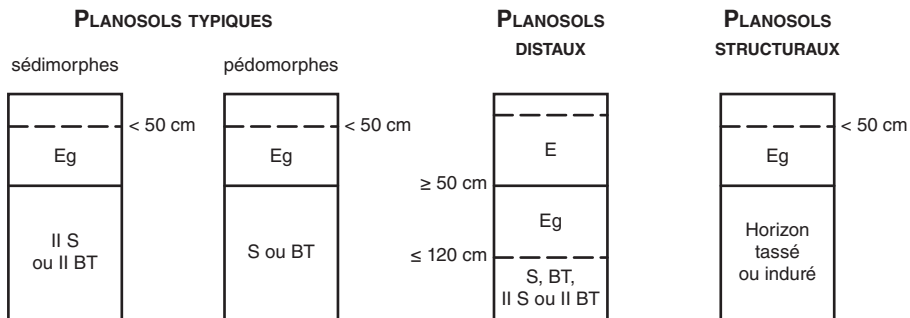 PLANOSOLS TYPIQUES
sédimorphes
pédomorphes
< 50 cm
Eg
II S
ou II BT
< 50 cm
Eg
S ou BT
PLANOSOLS
DISTAUX
E
≥ 50 cm
Eg
≤ 120 cm
S, BT,
II S ou II BT
PLANOSOLS
STRUCTURAUX
< 50 cm
Eg
Horizon
tassé
ou induré